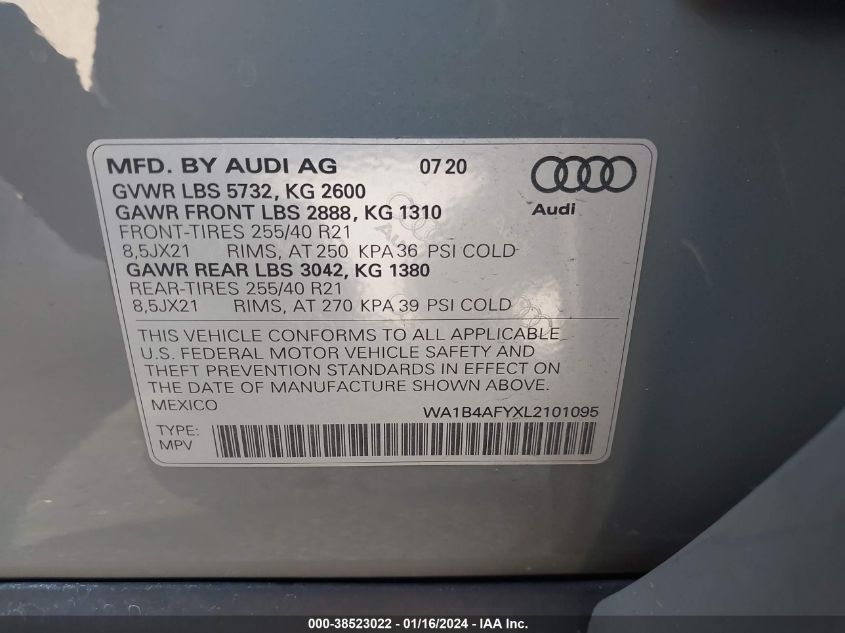 MFD. BY AUDI AG 07 20
GVWR LBS 5732, KG 2600
GAWR FRONT LBS 2888, KG 1310
FRONT-TIRES 255/40 R21
8,5JX21 RIMS, AT 250 KPA 36 PSI COLD
GAWR REAR LBS 3042, KG 1380
REAR-TIRES 255/40 R21
8,5JX21 RIMS, AT 270 KPA 39 PSI COLD
Audi
THIS VEHICLE CONFORMS TO ALL APPLICABLE
U.S. FEDERAL MOTOR VEHICLE SAFETY AND
THEFT PREVENTION STANDARDS IN EFFECT ON
THE DATE OF MANUFACTURE SHOWN ABOVE.
MEXICO WA1B4AFYXL2101095
TYPE:
MPV
000-38523022 - 01/16/2024 - IAA Inc.